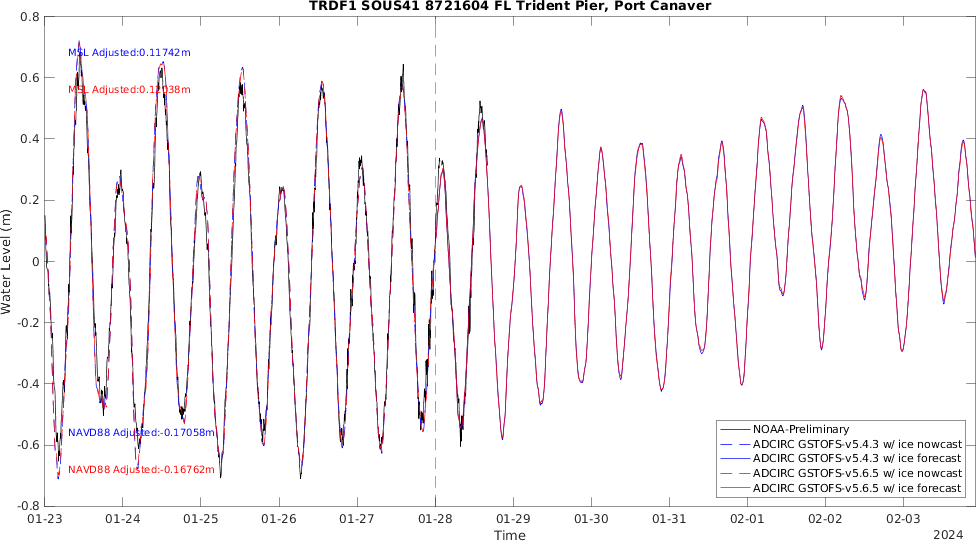 TRDF1 SOUS41 8721604 FL Trident Pier, Port Canaver
0.8
0.6
0.4
0.2
0
-0.2
-0.4
-0.6
-0.8
Water Level (m)
MSL Adjusted:0.11742m
MSL Adjusted:0.12038m
NAVD88 Adjusted:-0.17058m
NAVD88 Adjusted:-0.16762m
NOAA-Preliminary
ADCIRC GSTOFS-v5.4.3 w/ ice nowcast
ADCIRC GSTOFS-v5.4.3 w/ ice forecast
ADCIRC GSTOFS-v5.6.5 w/ ice nowcast
ADCIRC GSTOFS-v5.6.5 w/ ice forecast
01-23 01-24 01-25 01-26 01-27 01-28 01-29 01-30 01-31 02-01 02-02 02-03
Time
2024